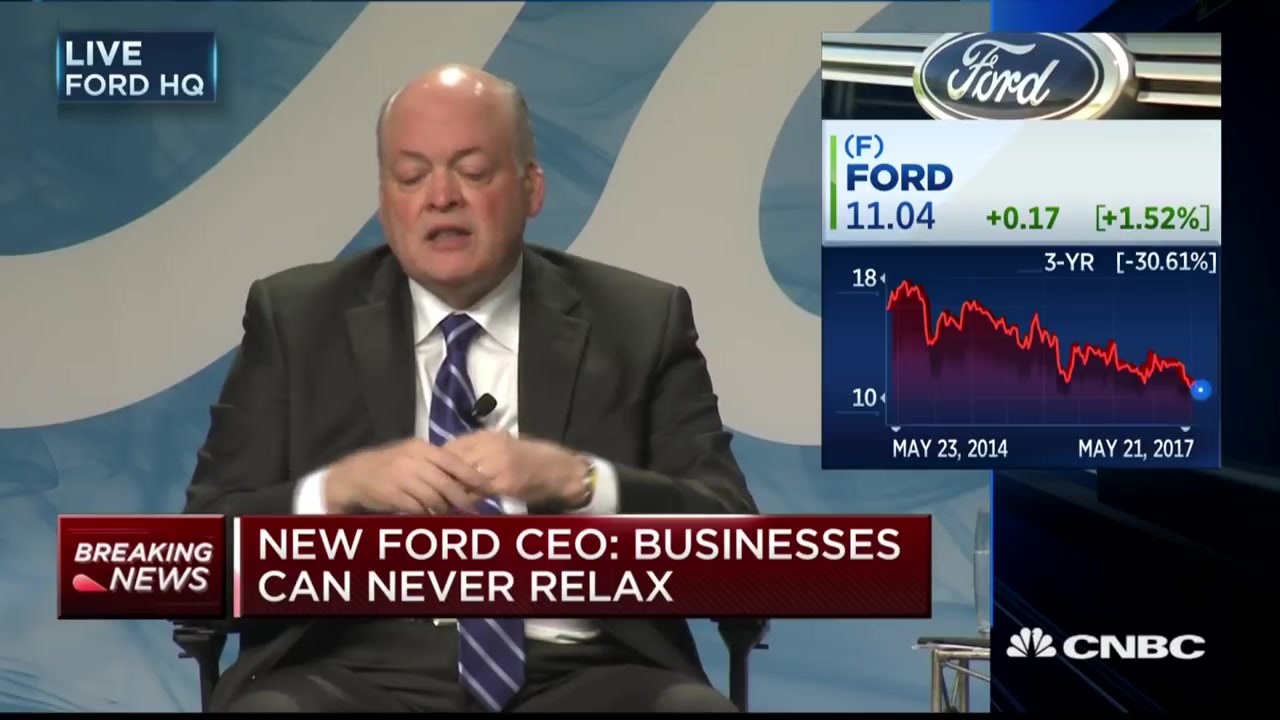 LIVE
FORD HQ
Ford
(F)
FORD
11.04 +0.17 [+1.52%]
3-YR [-30.61%]
18
10
MAY 23, 2014 MAY 21, 2017
BREAKING
NEWS
NEW FORD CEO: BUSINESSES
CAN NEVER RELAX
CNBC